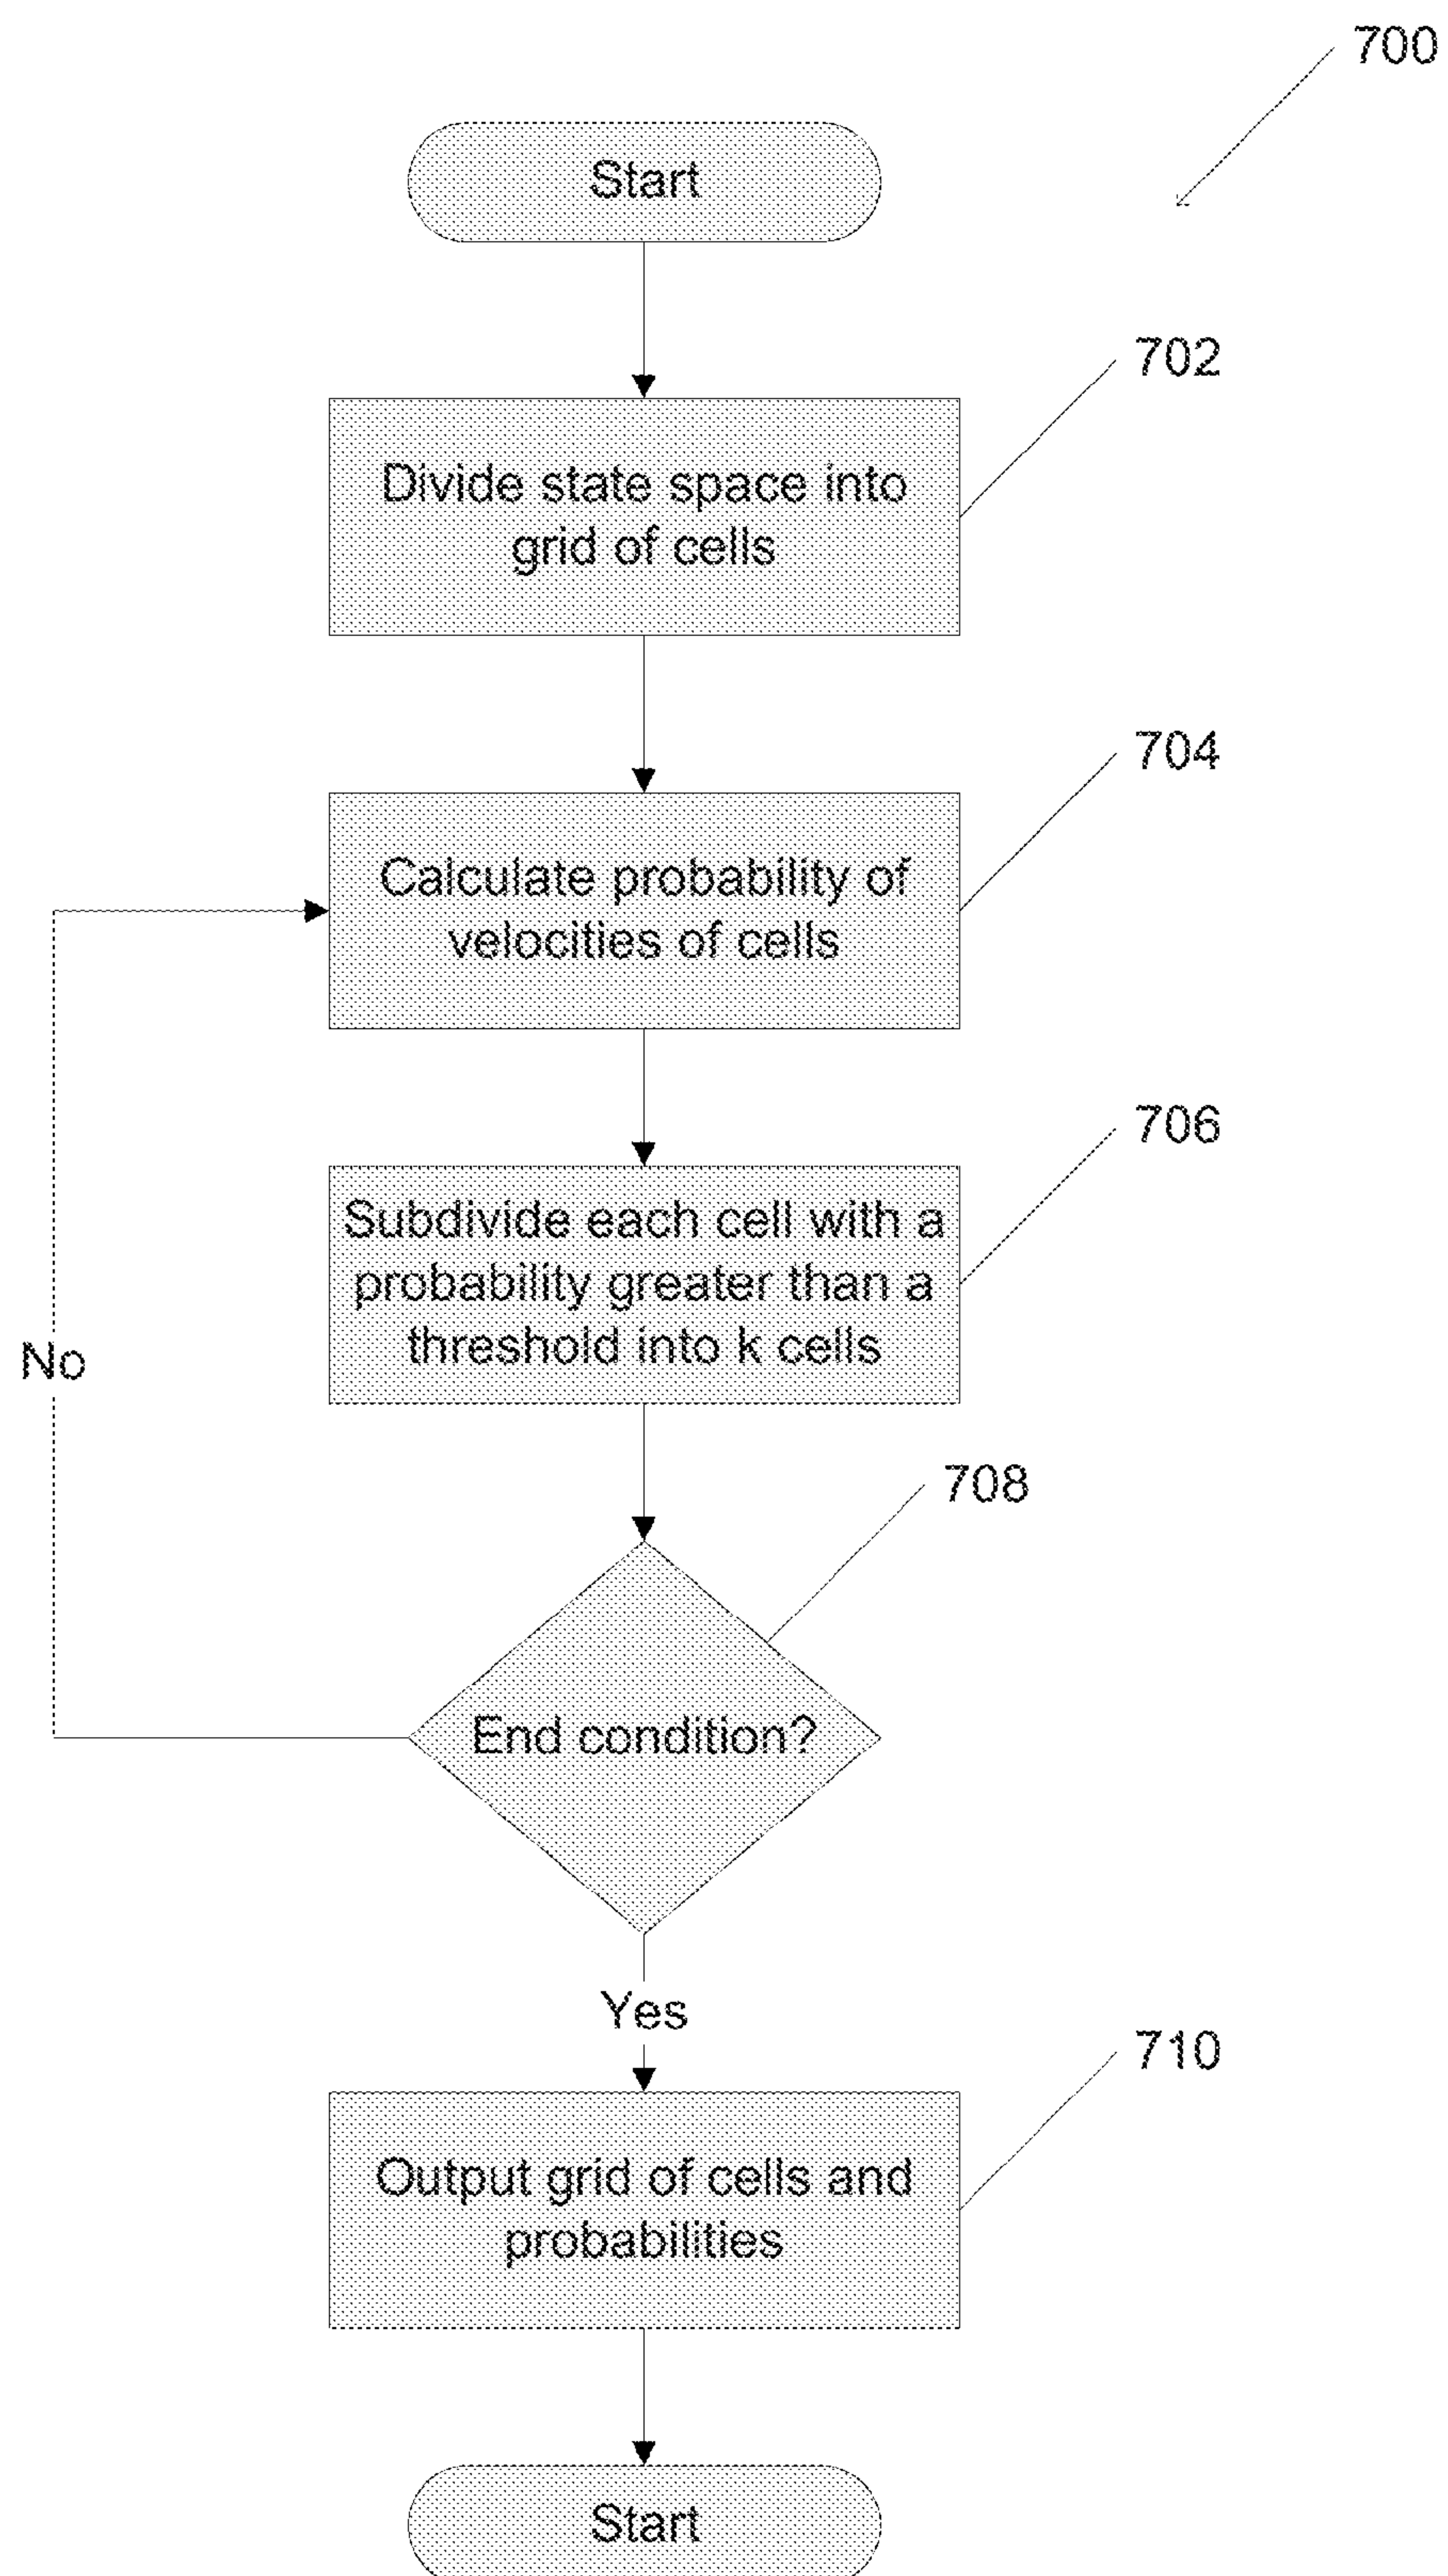 700
Start
702
Divide state space into
grid of cells
704
Calculate probability of
velocities of cells
706
Subdivide each cell with a
probability greater than a
threshold into k cells
No
708
End condition?
Yes
710
Output grid of cells and
probabilities
Start